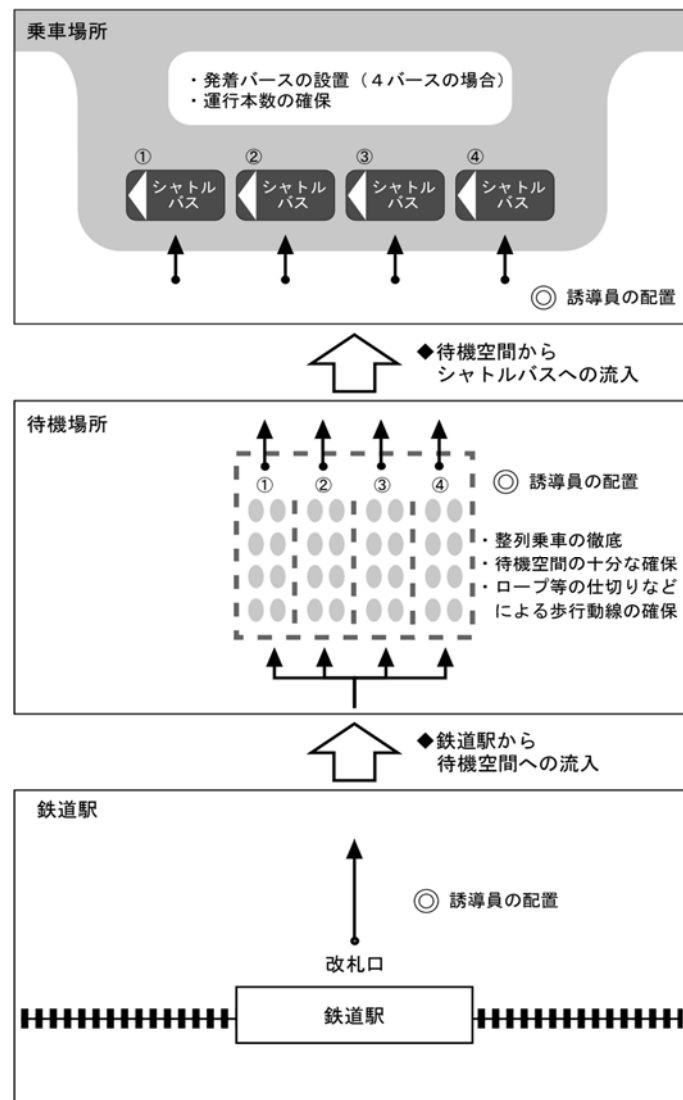 乗車場所
・発着バースの設置（４バースの場合）
・運行本数の確保
① ② ③ ④
シャトル
バス
シャトル
バス
シャトル
バス
シャトル
バス
◎ 誘導員の配置
◆待機空間から
シャトルバスへの流入
待機場所
① ② ③ ④
◎ 誘導員の配置
・整列乗車の徹底
・待機空間の十分な確保
・ロープ等の仕切りなど
による歩行動線の確保
◆鉄道駅から
待機空間への流入
鉄道駅
◎ 誘導員の配置
改札口
鉄道駅